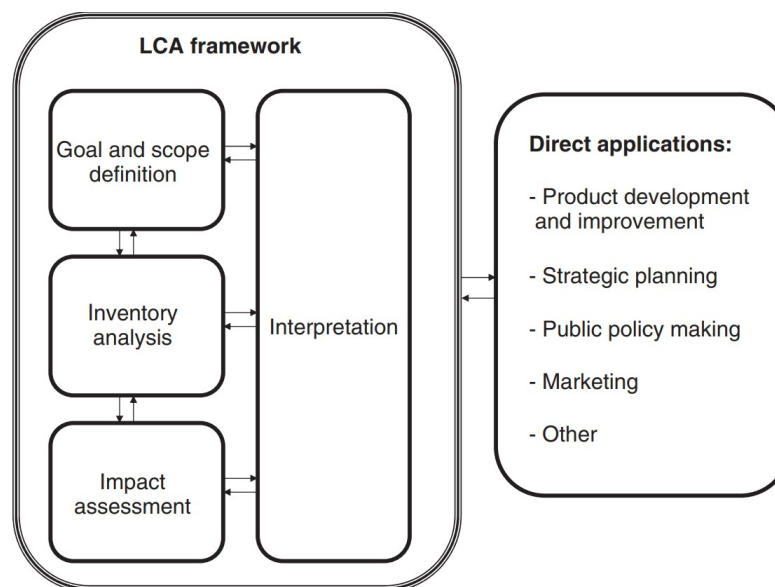 LCA framework
Goal and scope
definition
Inventory
analysis
Impact
assessment
Interpretation
Direct applications:
- Product development
and improvement
- Strategic planning
- Public policy making
- Marketing
- Other